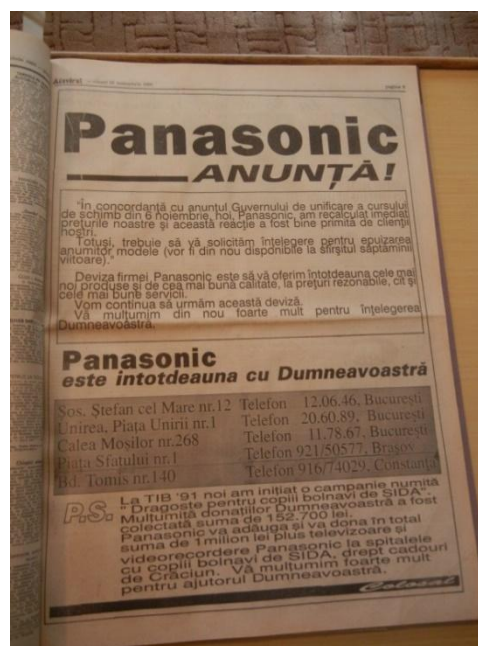 Adevărul
pagina
Panasonic
ANUNȚĂ!
"În concordanță cu anunțul Guvernului de unificare a cursului
de schimb din 6 noiembrie, noi, Panasonic, am recalculat imediat
prețurile noastre și această reacție a fost bine primită de clienții
noștri.
Totuși, trebuie să vă solicităm înțelegere pentru epuizarea
anumitor modele (vor fi din nou disponibile la sfîrșitul săptămînii
viitoare)."
Deviza firmei Panasonic este să vă oferim întotdeauna cele mai
noi produse și de cea mai bună calitate, la prețuri rezonabile, cît și
cele mai bune servicii.
Vom continua să urmăm această deviză.
Vă mulțumim din nou foarte mult pentru înțelegerea
Dumneavoastră.
Panasonic
este intotdeauna cu Dumneavoastră
Șos. Ștefan cel Mare nr.12 Telefon 12.06.46, București
Unirea, Piața Unirii nr.1 Telefon 20.60.89, București
Calea Moșilor nr.268 Telefon 11.78.67, București
Piața Sfatului nr.1 Telefon 921/50577, Brașov
Bd. Tomis nr.140 Telefon 916/74029, Constanța
P.S. La TIB '91 noi am inițiat o campanie numită
" Dragoste pentru copiii bolnavi de SIDA".
Mulțumită donațiilor Dumneavoastră a fost
colectată suma de 152.700 lei.
Panasonic va adăuga și va dona în total
suma de 1 milion lei plus televizoare și
videorecordere Panasonic la spitalele
cu copiii bolnavi de SIDA, drept cadouri
de Crăciun. Vă mulțumim foarte mult
pentru ajutorul Dumneavoastră.
Colosal